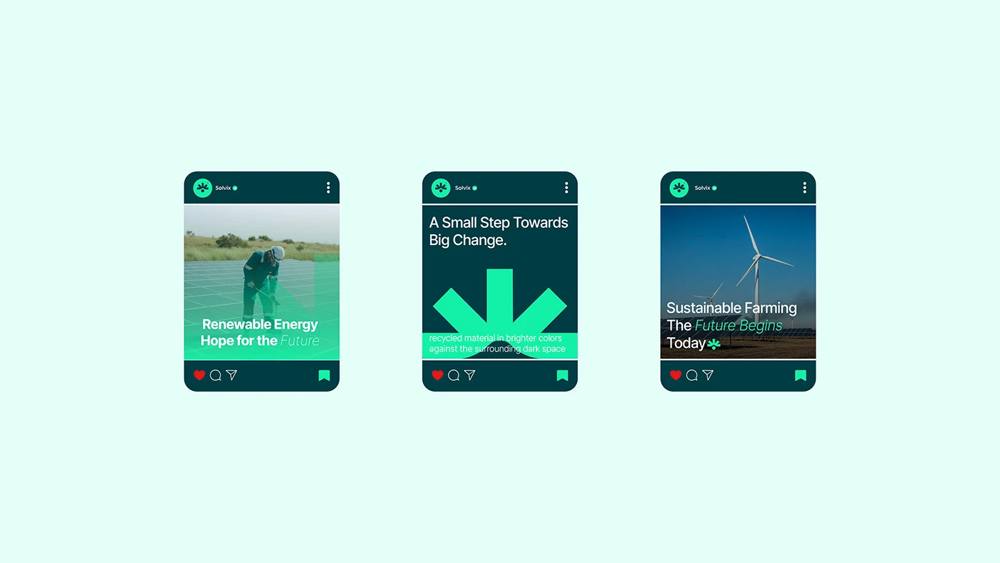 Solvix
Renewable Energy
Hope for the Future
Solvix
A Small Step Towards
Big Change.
recycled material in brighter colors
against the surrounding dark space
Solvix
Sustainable Farming
The Future Begins
Today